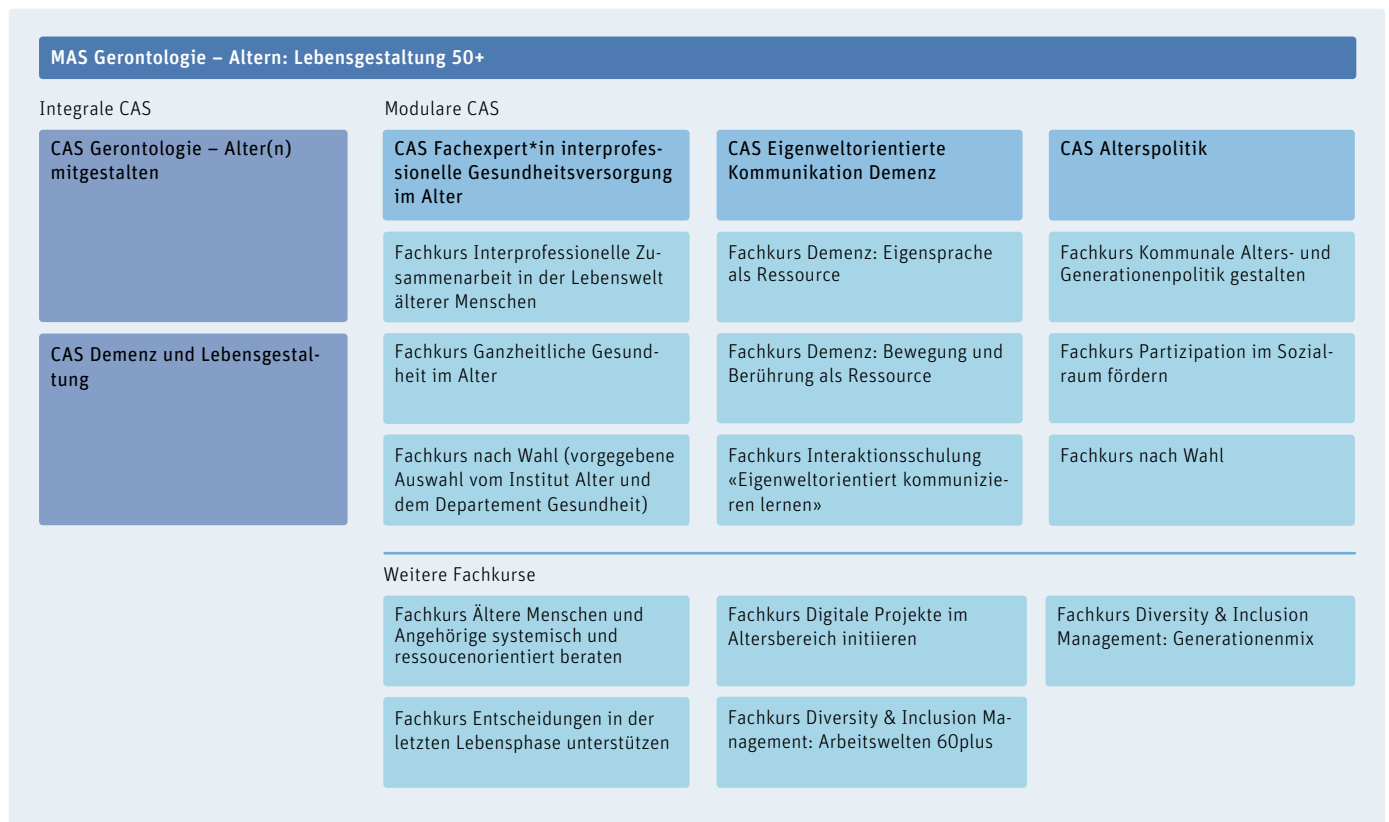 MAS Gerontologie – Altern: Lebensgestaltung 50+
Integrale CAS
CAS Gerontologie – Alter(n)
mitgestalten
CAS Demenz und Lebensgestal-
tung
Modulare CAS
CAS Fachexpert*in interprofes-
sionelle Gesundheitsversorgung
im Alter
Fachkurs Interprofessionelle Zu-
sammenarbeit in der Lebenswelt
älterer Menschen
Fachkurs Ganzheitliche Gesund-
heit im Alter
Fachkurs nach Wahl (vorgegebene
Auswahl vom Institut Alter und
dem Departement Gesundheit)
CAS Eigenweltorientierte
Kommunikation Demenz
Fachkurs Demenz: Eigensprache
als Ressource
Fachkurs Demenz: Bewegung und
Berührung als Ressource
Fachkurs Interaktionsschulung
«Eigenweltorientiert kommunizie-
ren lernen»
CAS Alterspolitik
Fachkurs Kommunale Alters- und
Generationenpolitik gestalten
Fachkurs Partizipation im Sozial-
raum fördern
Fachkurs nach Wahl
Weitere Fachkurse
Fachkurs Ältere Menschen und
Angehörige systemisch und
ressoucenorientiert beraten
Fachkurs Digitale Projekte im
Altersbereich initiieren
Fachkurs Diversity & Inclusion
Management: Generationenmix
Fachkurs Entscheidungen in der
letzten Lebensphase unterstützen
Fachkurs Diversity & Inclusion Ma-
nagement: Arbeitswelten 60plus